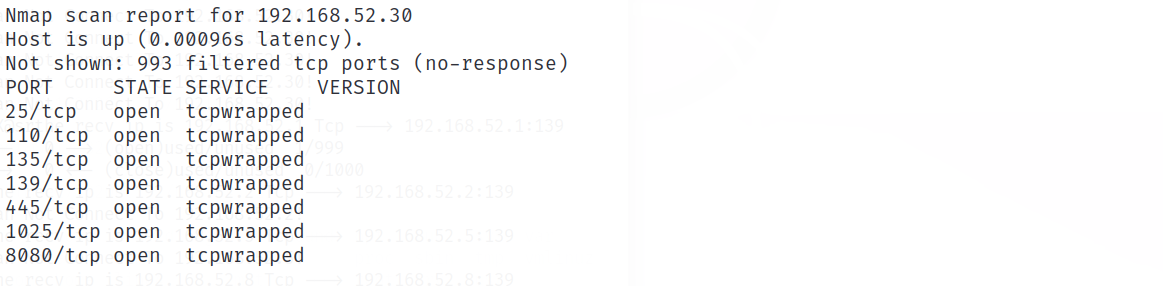 Nmap scan report for 192.168.52.30
Host is up (0.00096s latency).
Not shown: 993 filtered tcp ports (no-response)
PORT     STATE SERVICE    VERSION
25/tcp   open  tcpwrapped
110/tcp  open  tcpwrapped
135/tcp  open  tcpwrapped
139/tcp  open  tcpwrapped
445/tcp  open  tcpwrapped
1025/tcp open  tcpwrapped
8080/tcp open  tcpwrapped